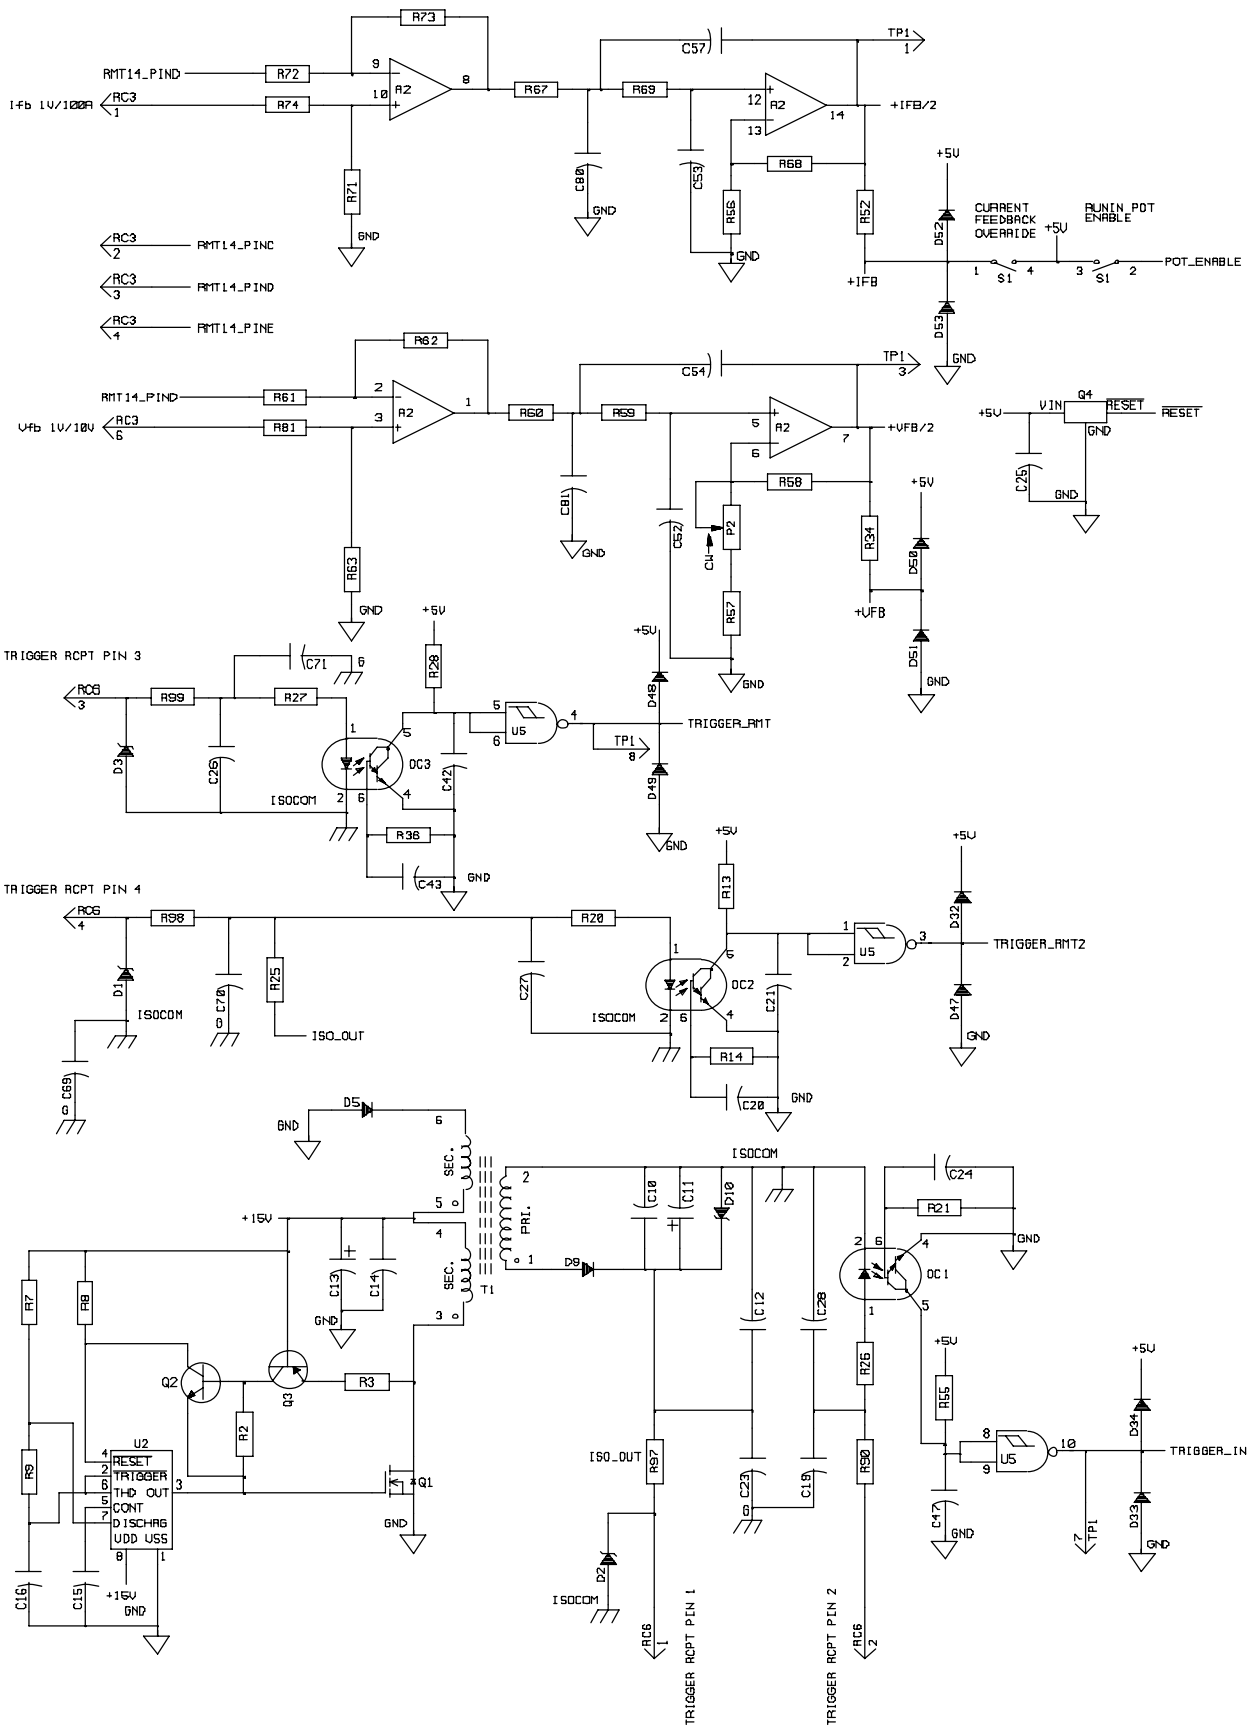 R73
TP1
1
C57
RMT14_PIND
R72
9
8
A2
R67
R69
Ifb 1V/100A
RC3
1
R74
10
12
A2
14
+IFB/2
13
R71
C80
C53
R68
R56
R52
GND
GND
GND
+5V
D52
CURRENT
FEEDBACK
OVERRIDE
RUNIN POT
ENABLE
+5V
RC3
2
RMT14_PINC
+IFB
1
S1
4
3
S1
2
POT_ENABLE
RC3
3
RMT14_PIND
D53
RC3
4
RMT14_PINE
GND
R62
TP1
3
C54
RMT14_PIND
R61
2
A2
1
R60
R59
Vfb 1V/10V
RC3
6
R81
3
5
A2
7
+VFB/2
6
+5V
VIN
Q4
RESET
RESET
GND
C25
GND
C81
C52
R58
P2
CW
R34
+5V
D50
GND
R63
R57
+VFB
D51
GND
GND
GND
TRIGGER RCPT PIN 3
+5V
R28
C71
6
+5V
D48
RC6
3
R99
R27
5
6
U5
4
TRIGGER_RMT
TP1
8
D3
C26
1
5
OC3
C42
D49
2
6
4
ISOCOM
R36
C43
GND
GND
TRIGGER RCPT PIN 4
+5V
R13
+5V
D32
RC6
4
R98
R20
1
2
U5
3
TRIGGER_RMT2
D1
C70
G
R25
C27
1
5
OC2
C21
D47
2
6
4
ISOCOM
ISOCOM
ISO_OUT
R14
C20
GND
GND
C69
G
D5
GND
6
SEC.
5
ISOCOM
2
PRI.
1
T1
C10
C11
+
D10
C24
R21
GND
+15V
4
SEC.
3
C13
+
C14
GND
D9
C12
C28
2
6
4
OC1
1
5
R7
R8
R26
+5V
R55
+5V
D34
Q2
Q3
R3
R2
R9
U2
4
RESET
2
TRIGGER
6
THD OUT
3
5
CONT
7
DISCHRG
VDD VSS
8
1
Q1
GND
ISO_OUT
R97
C23
C19
R90
G
8
9
U5
10
TRIGGER_IN
C47
GND
7
TP1
D33
GND
C16
C15
+15V
GND
D2
ISOCOM
RC6
1
TRIGGER RCPT PIN 1
RC6
2
TRIGGER RCPT PIN 2